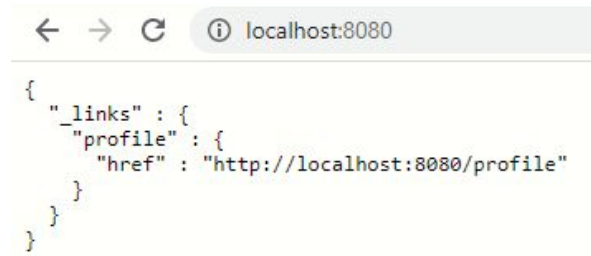 localhost:8080
{
  "_links" : {
    "profile" : {
      "href" : "http://localhost:8080/profile"
    }
  }
}